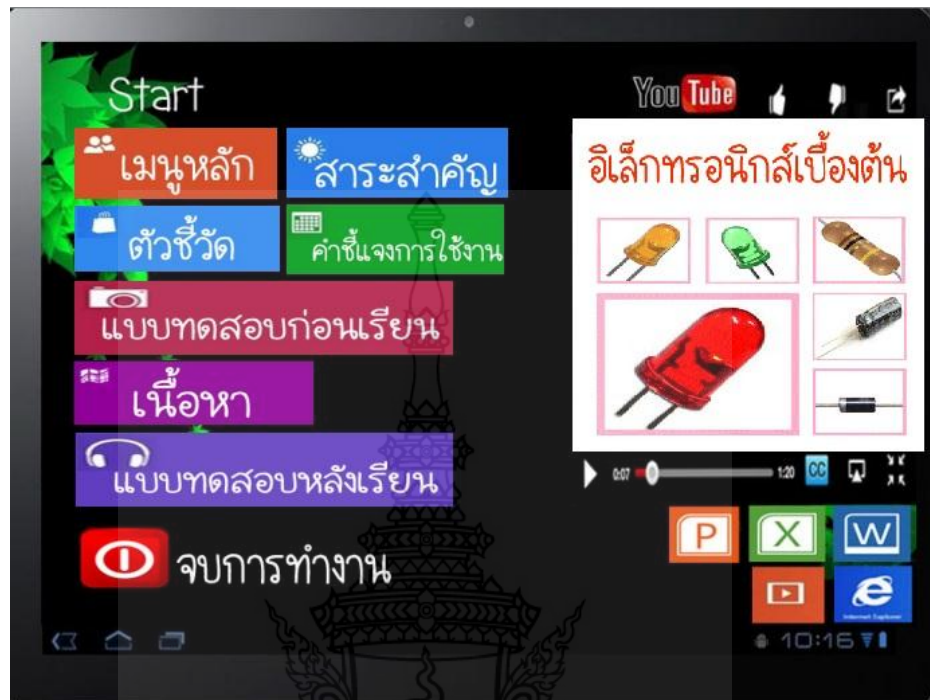 Start
You Tube
เมนูหลัก
สาระสำคัญ
ตัวชี้วัด
คำชี้แจงการใช้งาน
แบบทดสอบก่อนเรียน
เนื้อหา
แบบทดสอบหลังเรียน
จบการทำงาน
อิเล็กทรอนิกส์เบื้องต้น
0:07
1:20
CC
P
X
W
e
Internet Explorer
10:16